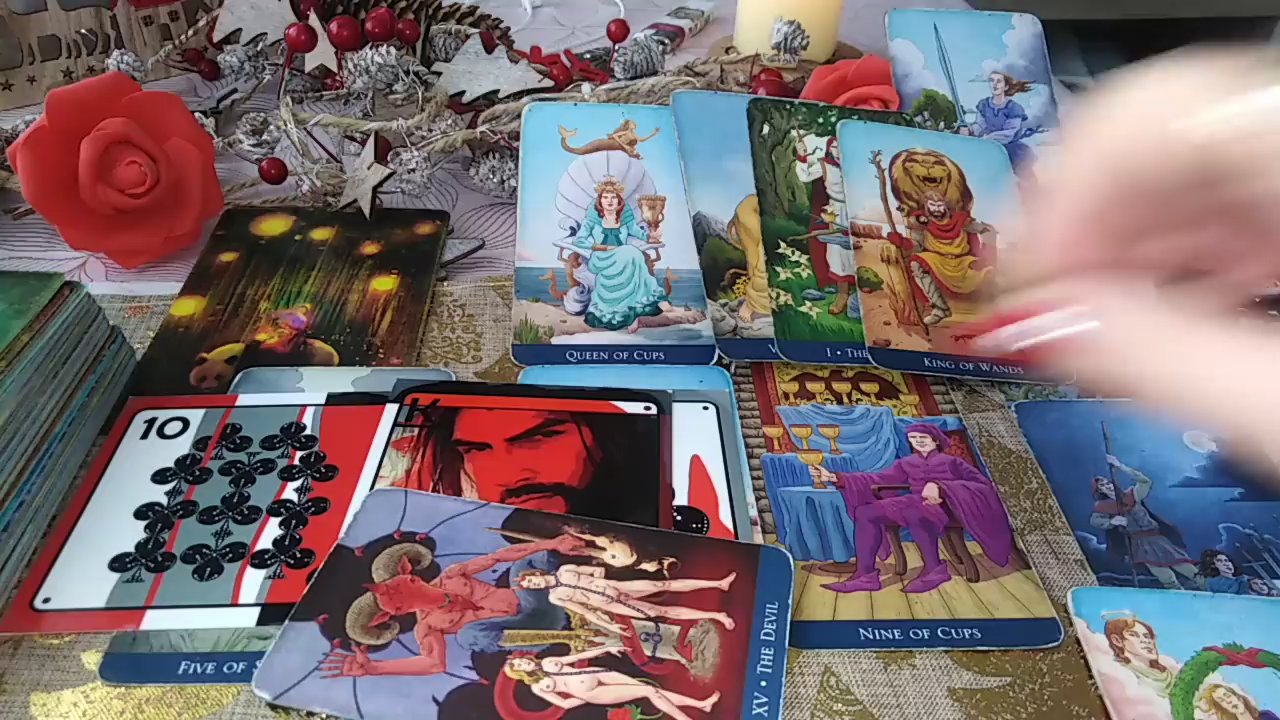 QUEEN OF CUPS
I • THE
KING OF WANDS
10
K
NINE OF CUPS
FIVE OF
XV • THE DEVIL